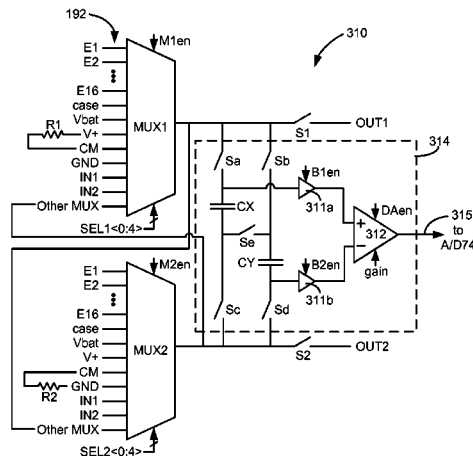 192
310
M1en
E1
E2
E16
case
Vbat
V+
CM
GND
IN1
IN2
Other MUX
R1
MUX1
SEL1<0:4>
S1
OUT1
314
Sa
Sb
B1en
311a
CX
DAen
+
312
−
315
to
A/D74
Se
CY
B2en
gain
311b
Sc
Sd
M2en
E1
E2
E16
case
Vbat
V+
CM
GND
IN1
IN2
Other MUX
R2
MUX2
SEL2<0:4>
S2
OUT2